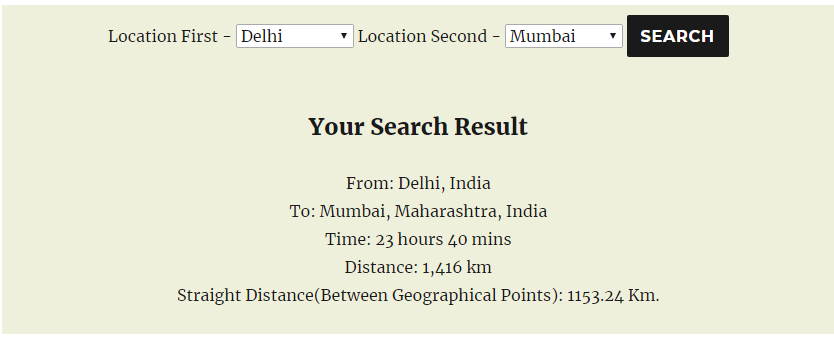 Location First - Delhi Location Second - Mumbai SEARCH
Your Search Result
From: Delhi, India
To: Mumbai, Maharashtra, India
Time: 23 hours 40 mins
Distance: 1,416 km
Straight Distance(Between Geographical Points): 1153.24 Km.